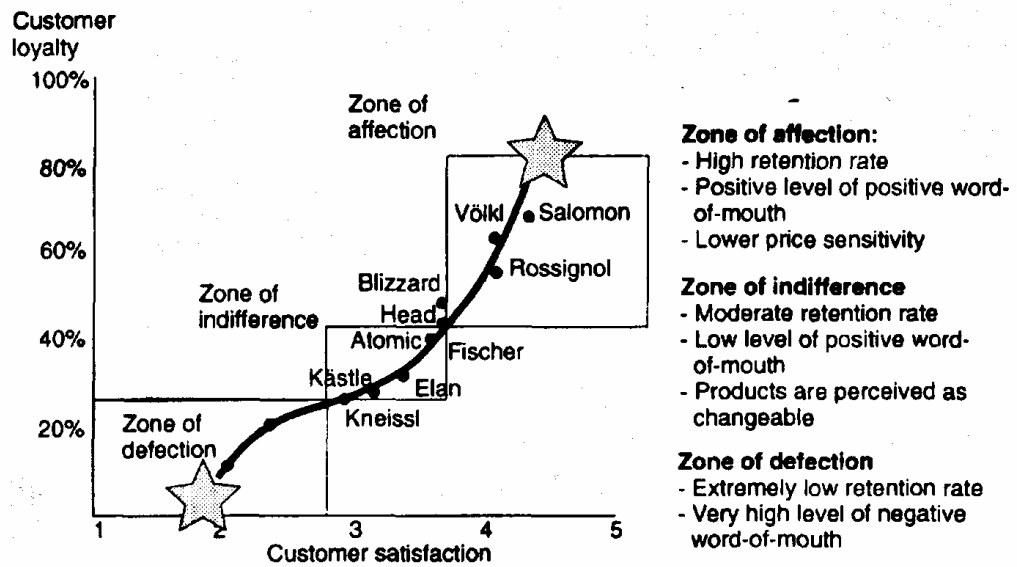 Customer
loyalty
100%
80%
60%
40%
20%
Zone of
affection
Völkl
Salomon
Rossignol
Blizzard
Zone of
indifference
Head
Atomic
Fischer
Kästle
Elan
Kneissl
Zone of
defection
1
2
3
4
5
Customer satisfaction
Zone of affection:
- High retention rate
- Positive level of positive word-
of-mouth
- Lower price sensitivity
Zone of indifference
- Moderate retention rate
- Low level of positive word-
of-mouth
- Products are perceived as
changeable
Zone of defection
- Extremely low retention rate
- Very high level of negative
word-of-mouth